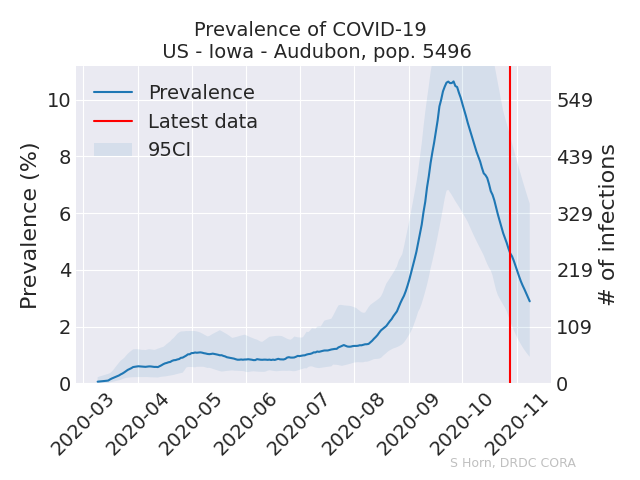 Prevalence of COVID-19
US - Iowa - Audubon, pop. 5496
Prevalence
Latest data
95CI
Prevalence (%)
10
8
6
4
2
0
549
439
329
219
109
0
# of infections
2020-03
2020-04
2020-05
2020-06
2020-07
2020-08
2020-09
2020-10
2020-11
S Horn, DRDC CORA